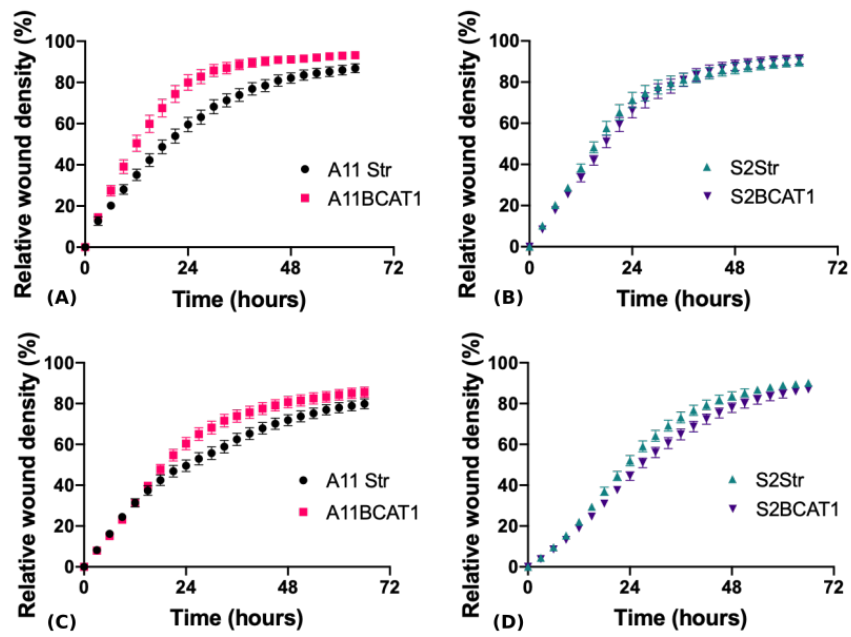 Relative wound density (%)
100
80
60
40
20
0
A11 Str
A11BCAT1
0 24 48 72
Time (hours)
(A)
Relative wound density (%)
100
80
60
40
20
0
S2Str
S2BCAT1
0 24 48 72
Time (hours)
(B)
Relative wound density (%)
100
80
60
40
20
0
A11 Str
A11BCAT1
0 24 48 72
Time (hours)
(C)
Relative wound density (%)
100
80
60
40
20
0
S2Str
S2BCAT1
0 24 48 72
Time (hours)
(D)